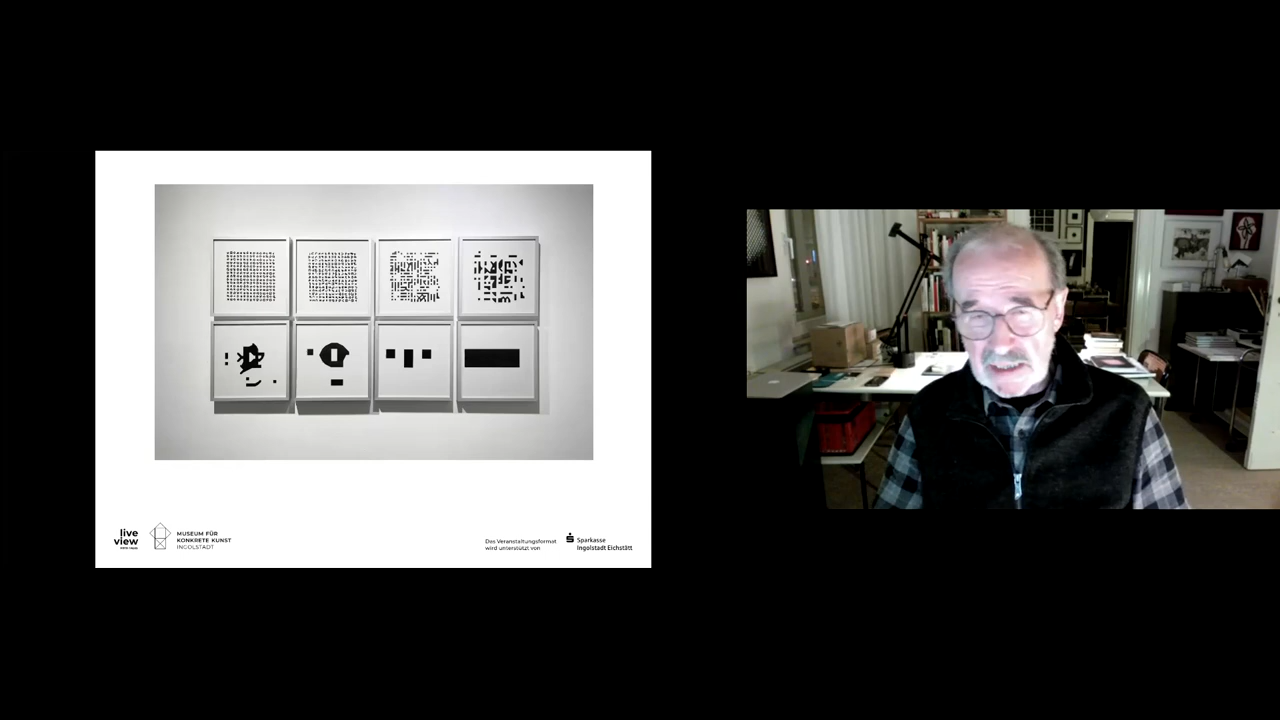 live
view
MUSEUM FÜR
KONKRETE KUNST
INGOLSTADT
Das Veranstaltungsformat
wird unterstützt von
Sparkasse
Ingolstadt Eichstätt